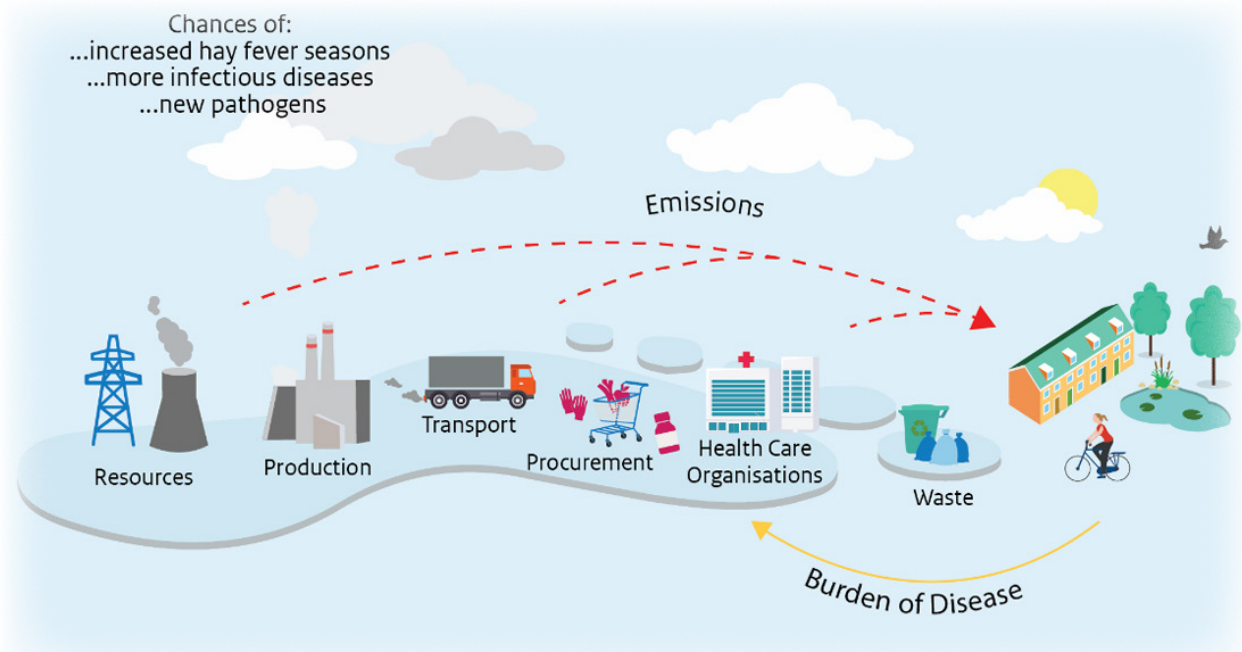 Chances of:
...increased hay fever seasons
...more infectious diseases
...new pathogens
Emissions
Resources
Production
Transport
Procurement
Health Care
Organisations
Waste
Burden of Disease